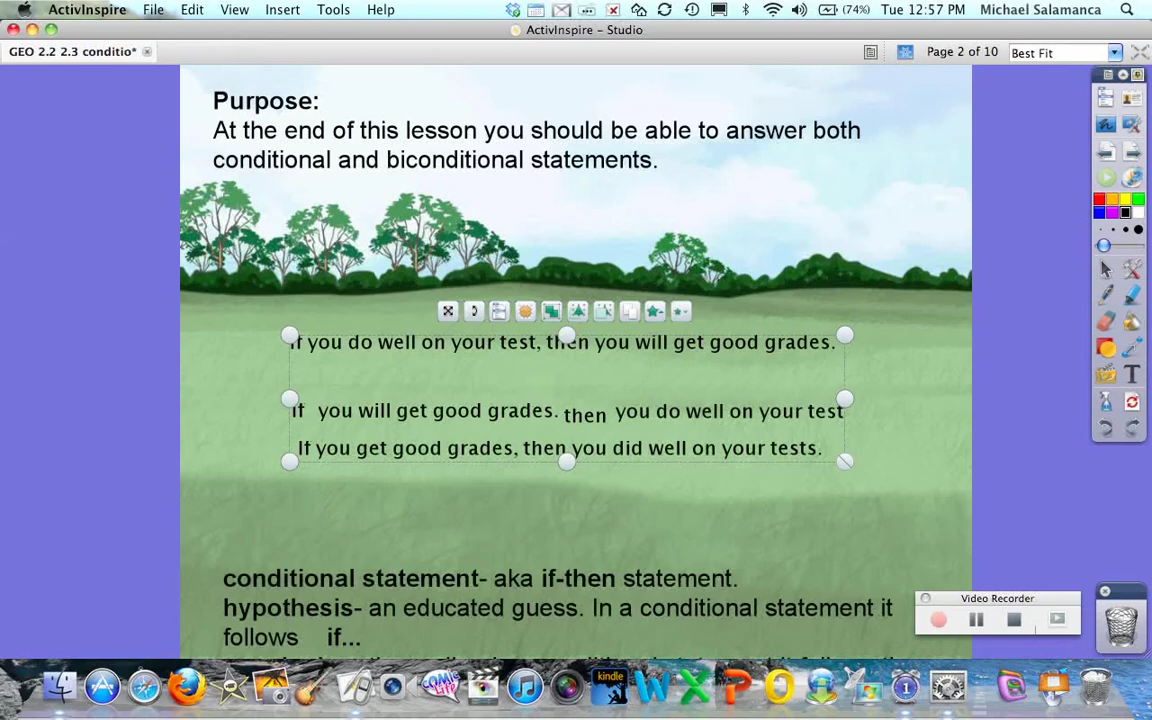 ActivInspire File Edit View Insert Tools Help (74%) Tue 12:57 PM Michael Salamanca
ActivInspire – Studio
GEO 2.2 2.3 conditio* Page 2 of 10 Best Fit
Purpose:
At the end of this lesson you should be able to answer both
conditional and biconditional statements.
If you do well on your test, then you will get good grades.
If you will get good grades. then you do well on your test
If you get good grades, then you did well on your tests.
conditional statement- aka if-then statement.
hypothesis- an educated guess. In a conditional statement it
follows if...
Video Recorder
kindle